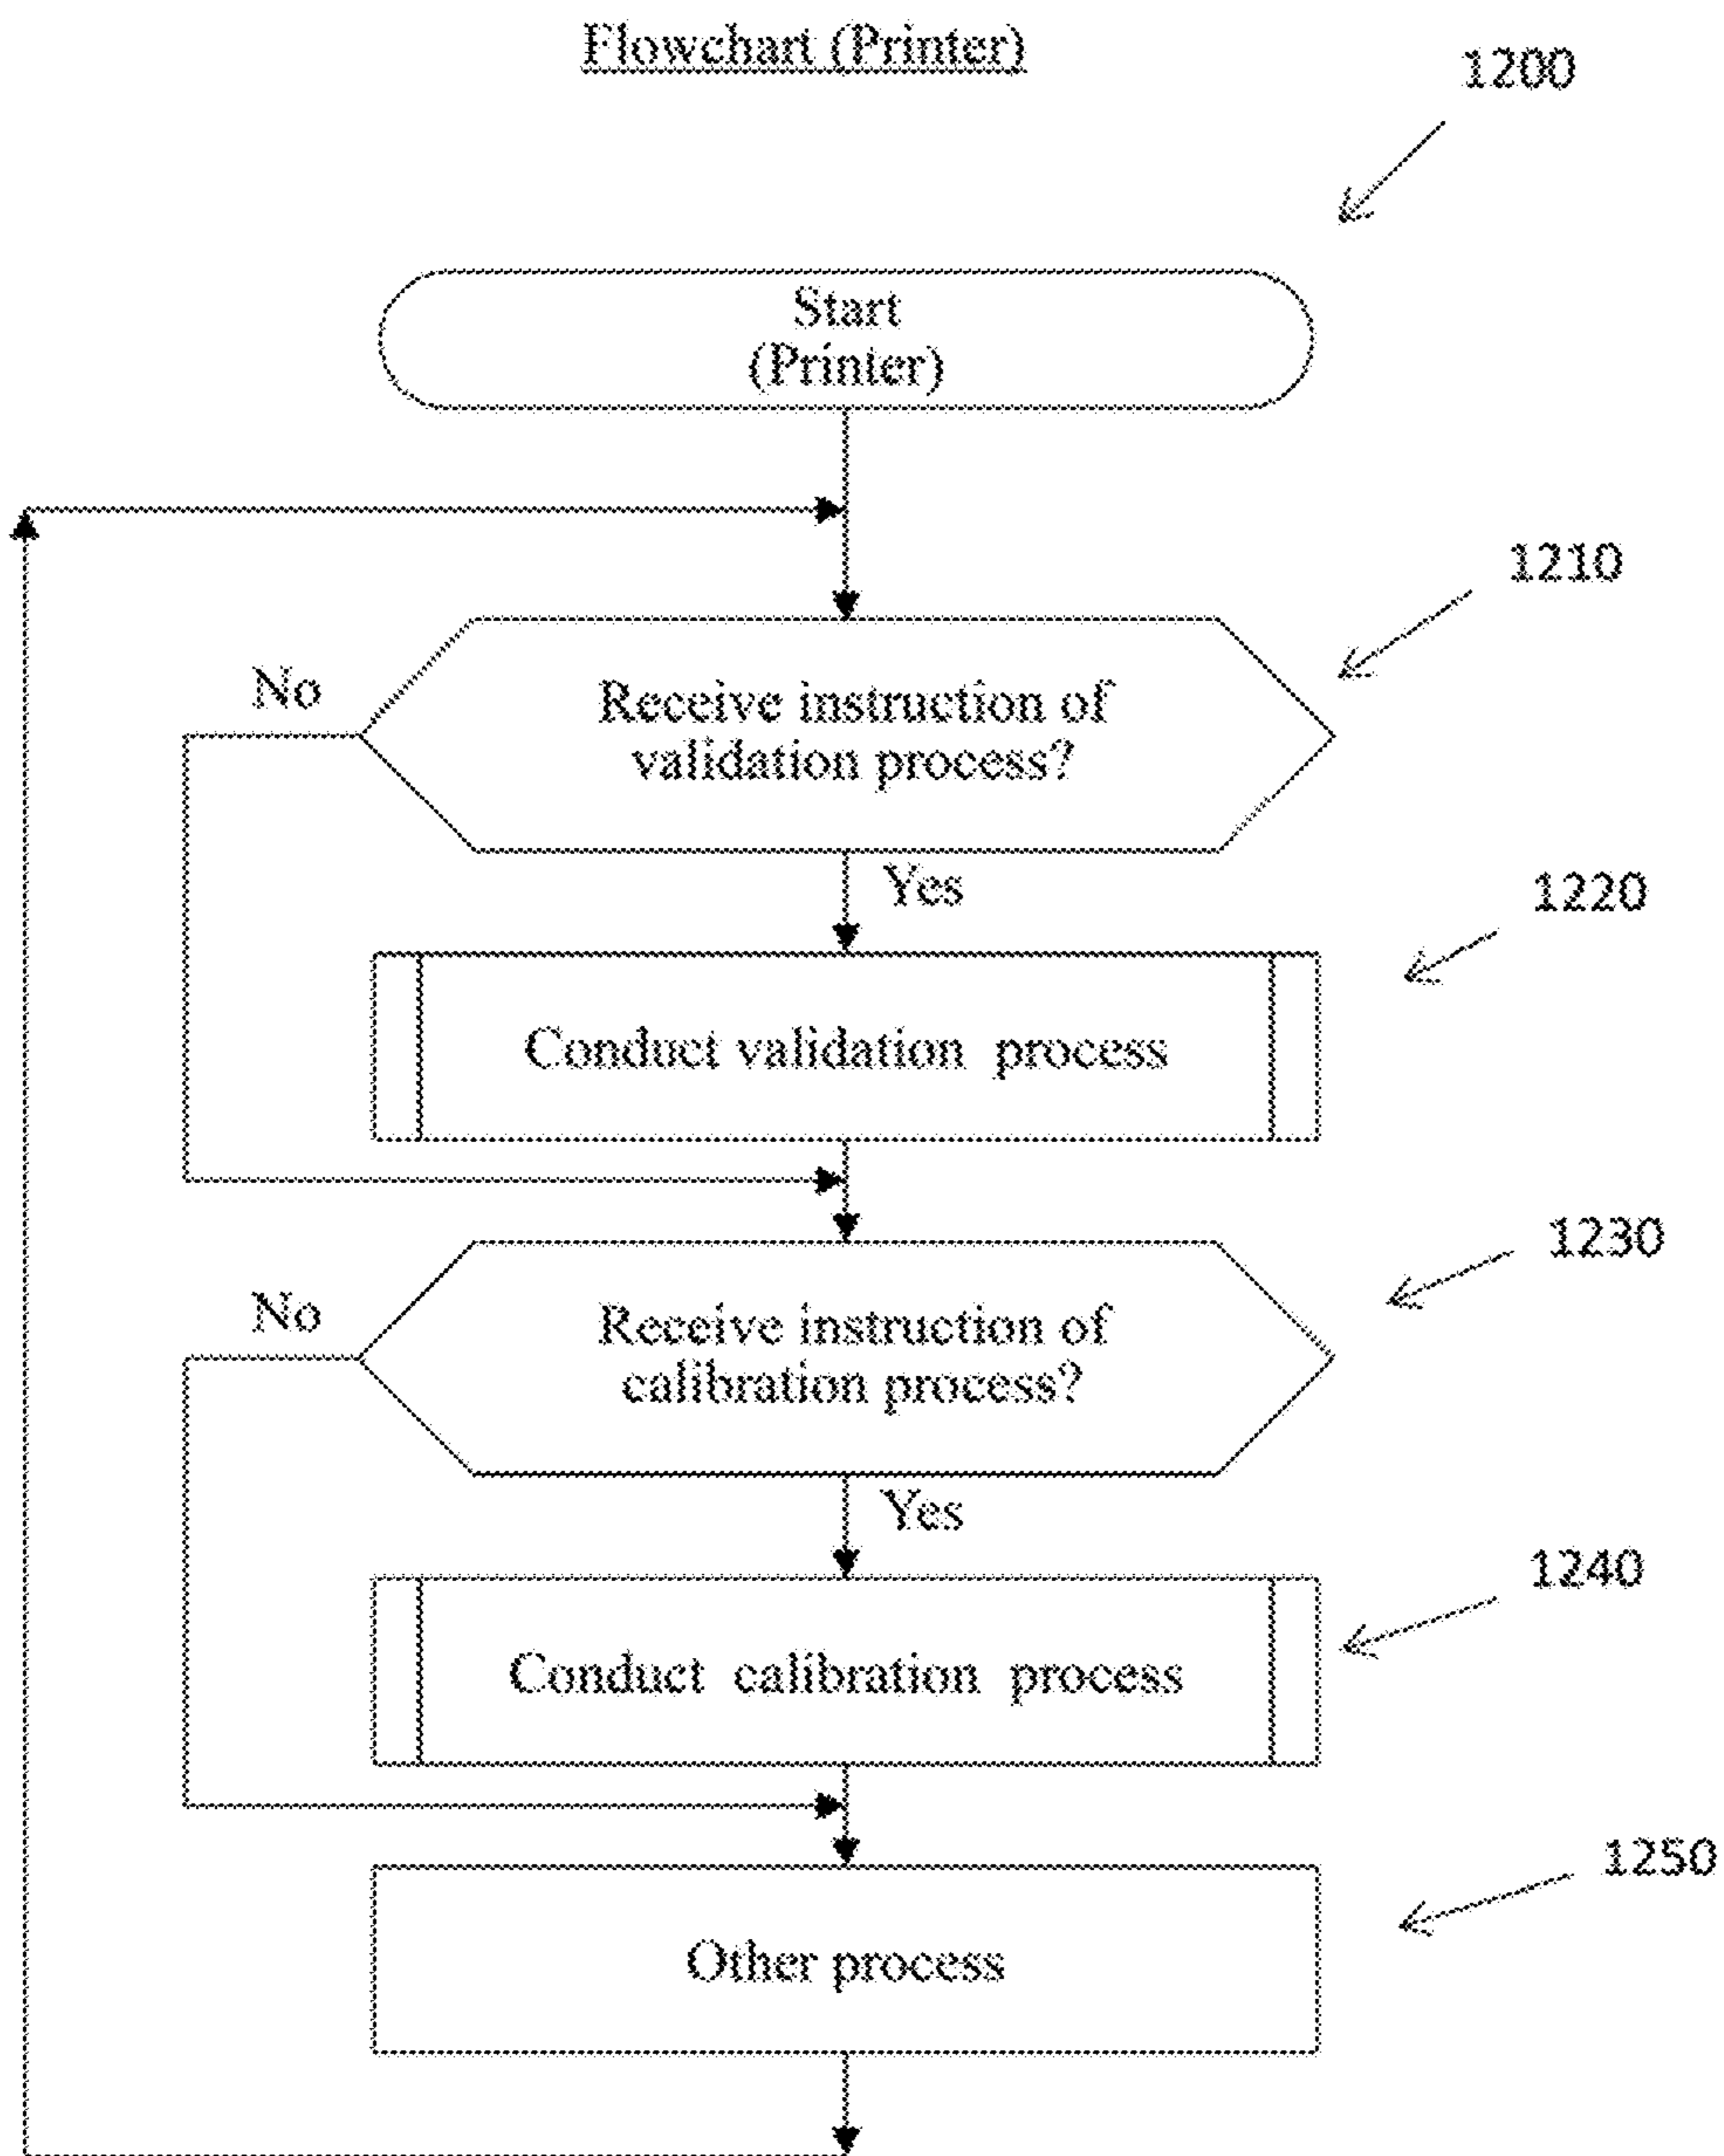 Flowchart (Printer)
1200
Start
(Printer)
1210
No
Receive instruction of
validation process?
Yes
1220
Conduct validation process
1230
No
Receive instruction of
calibration process?
Yes
1240
Conduct calibration process
1250
Other process